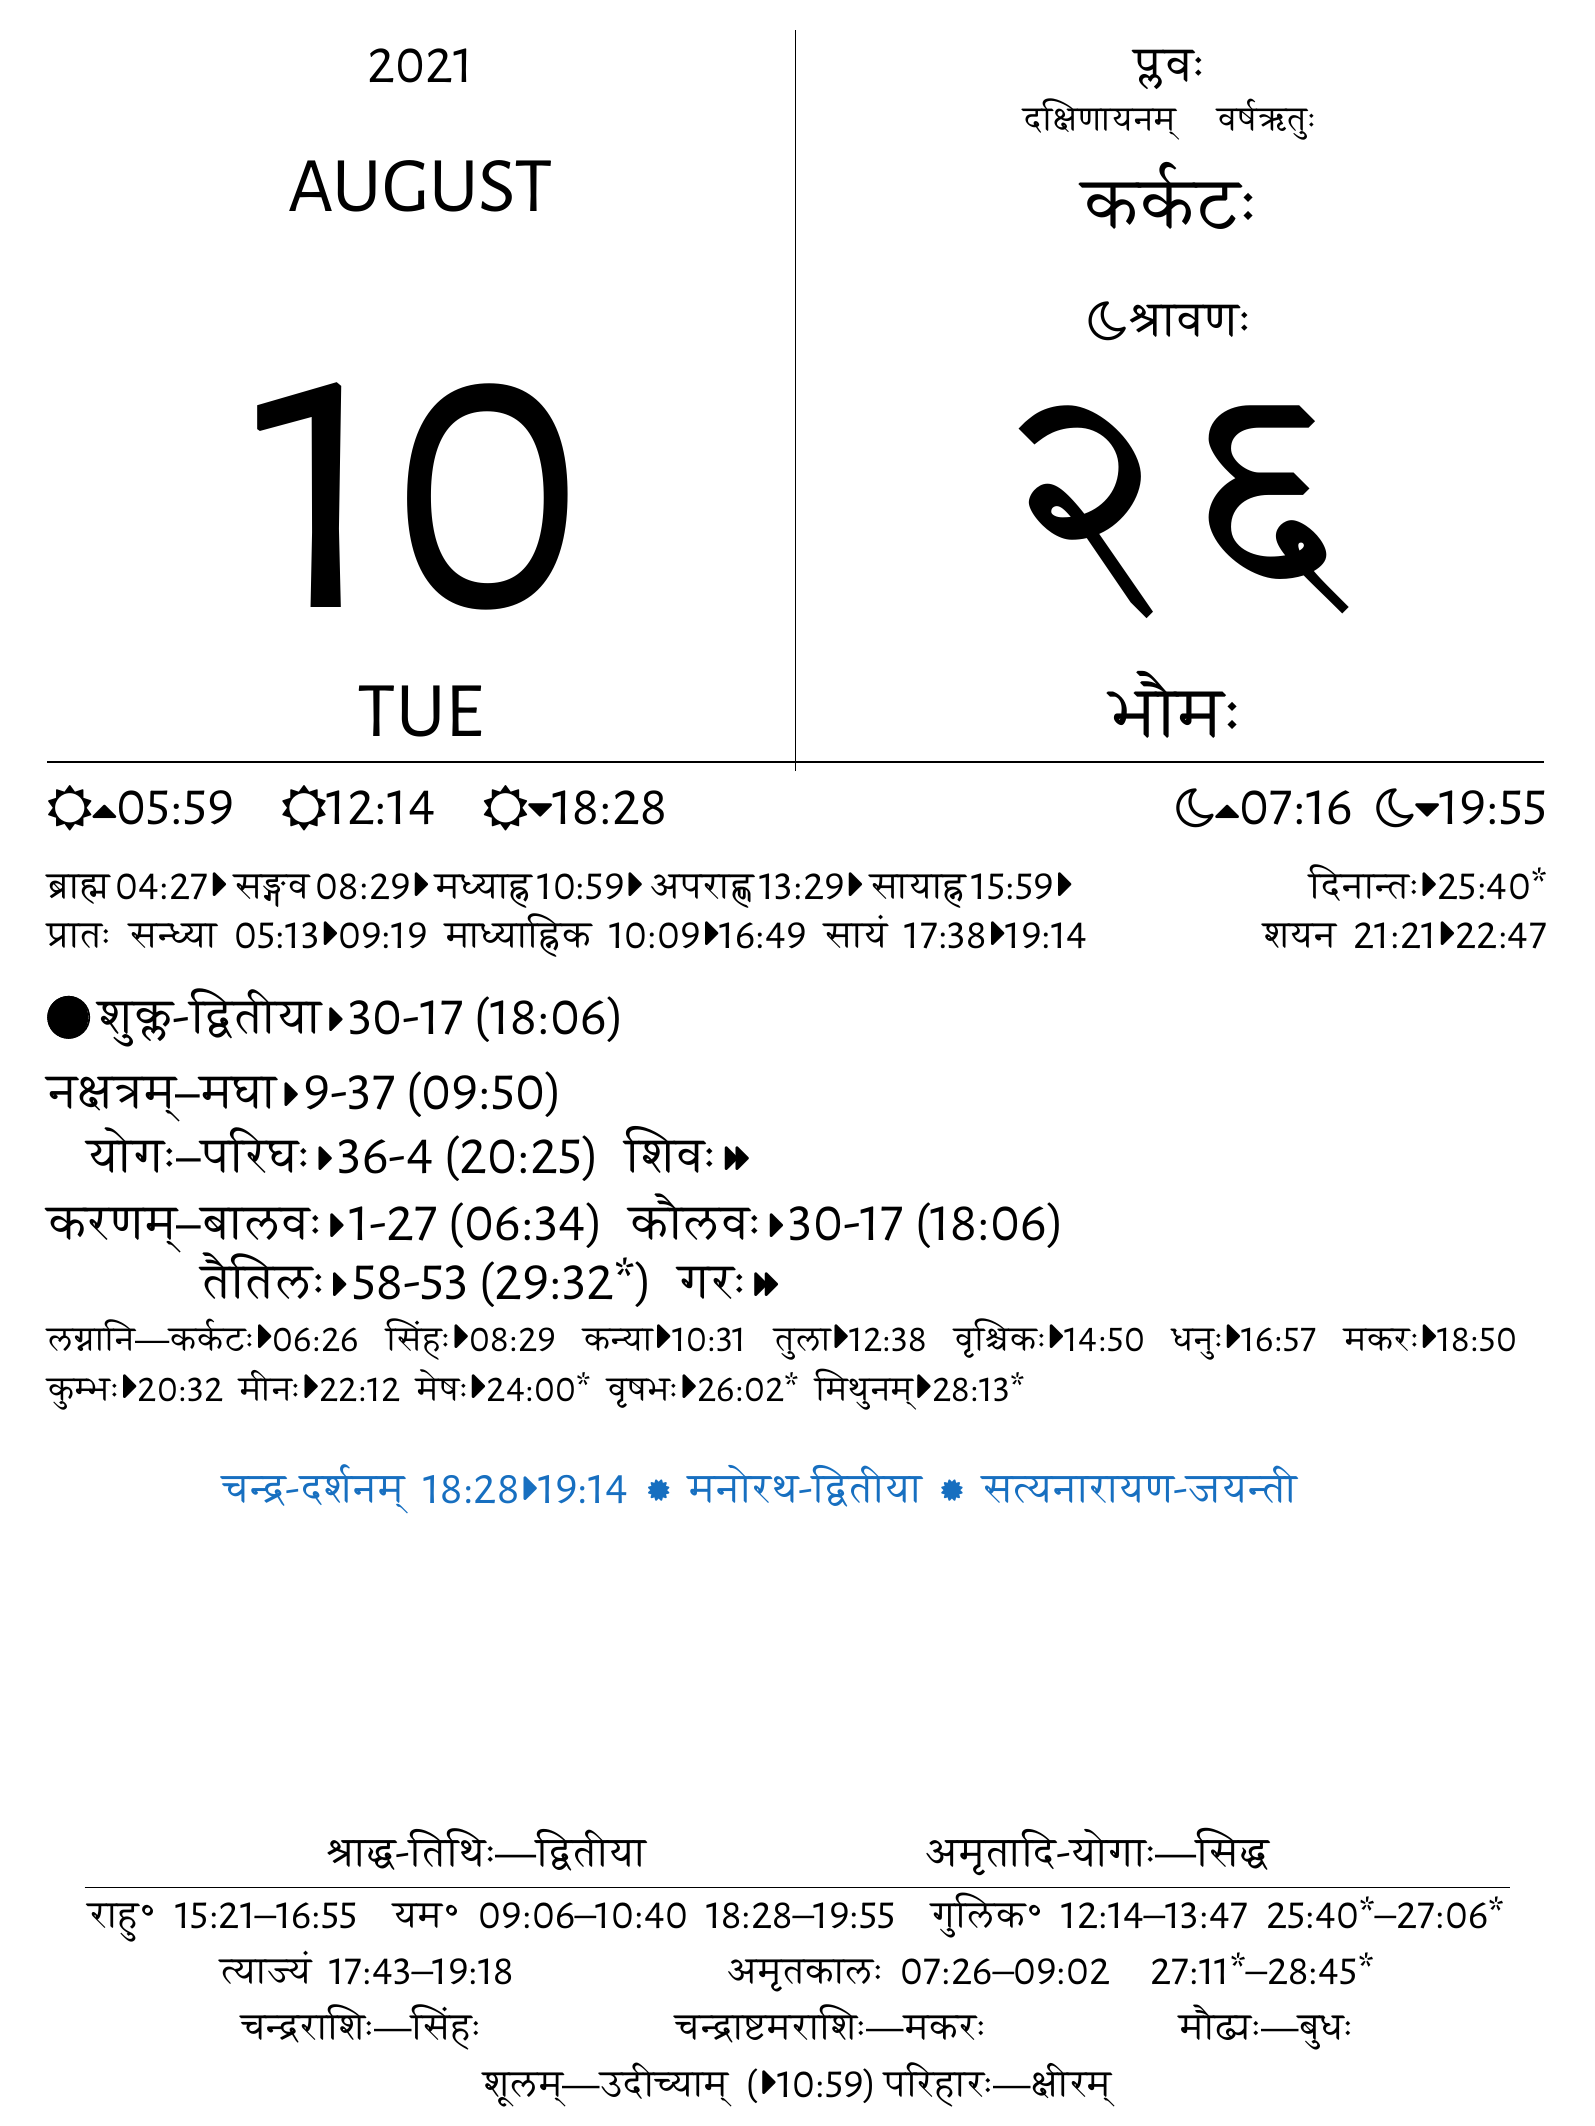 2021
AUGUST
10
TUE
प्लवः
दक्षिणायनम् वर्षऋतुः
कर्कटः
श्रावणः
२६
भौमः
05:59 12:14 18:28 07:16 19:55
ब्राह्म 04:27 सङ्गव 08:29 मध्याह्न 10:59 अपराह्ण 13:29 सायाह्न 15:59 दिनान्तः 25:40*
प्रातः सन्ध्या 05:13 09:19 माध्याह्निक 10:09 16:49 सायं 17:38 19:14 शयन 21:21 22:47
शुक्ल-द्वितीया 30-17 (18:06)
नक्षत्रम्–मघा 9-37 (09:50)
योगः–परिघः 36-4 (20:25) शिवः
करणम्–बालवः 1-27 (06:34) कौलवः 30-17 (18:06)
तैतिलः 58-53 (29:32*) गरः
लग्नानि—कर्कटः 06:26 सिंहः 08:29 कन्या 10:31 तुला 12:38 वृश्चिकः 14:50 धनुः 16:57 मकरः 18:50
कुम्भः 20:32 मीनः 22:12 मेषः 24:00* वृषभः 26:02* मिथुनम् 28:13*
चन्द्र-दर्शनम् 18:28 19:14 मनोरथ-द्वितीया सत्यनारायण-जयन्ती
श्राद्ध-तिथिः—द्वितीया अमृतादि-योगाः—सिद्ध
राहु॰ 15:21–16:55 यम॰ 09:06–10:40 18:28–19:55 गुलिक॰ 12:14–13:47 25:40*–27:06*
त्याज्यं 17:43–19:18 अमृतकालः 07:26–09:02 27:11*–28:45*
चन्द्रराशिः—सिंहः चन्द्राष्टमराशिः—मकरः मौढ्यः—बुधः
शूलम्—उदीच्याम् (10:59) परिहारः—क्षीरम्